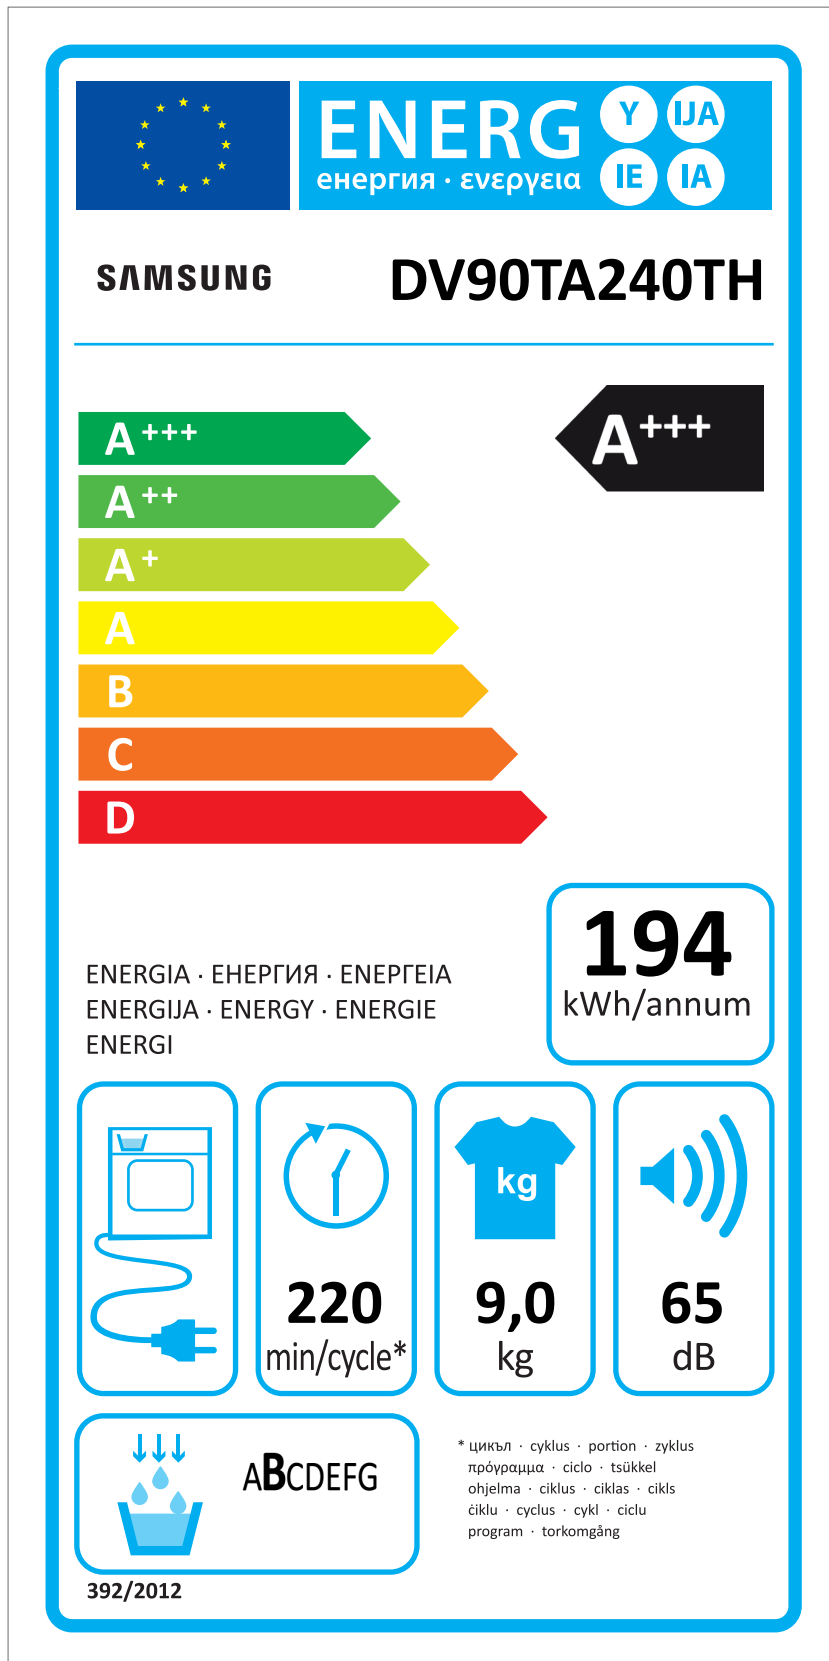 ENERG Y IJA
енергия · ενεργεια IE IA
SAMSUNG DV90TA240TH
A+++ A+++
A++
A+
A
B
C
D
194
kWh/annum
ENERGIA · ЕНЕРГИЯ · ΕΝΕΡΓΕΙΑ
ENERGIJA · ENERGY · ENERGIE
ENERGI
kg
220 9,0 65
min/cycle* kg dB
ABCDEFG
* цикъл · cyklus · portion · zyklus
πρόγραμμα · ciclo · tsükkel
ohjelma · ciklus · ciklas · cikls
ċiklu · cyclus · cykl · ciclu
program · torkomgång
392/2012